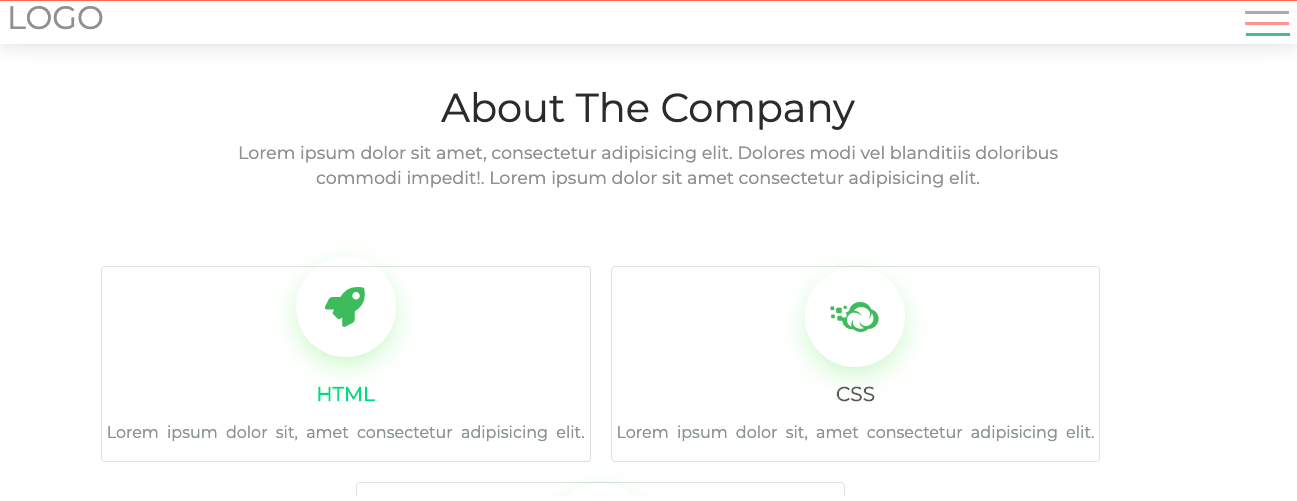 LOGO
About The Company
Lorem ipsum dolor sit amet, consectetur adipisicing elit. Dolores modi vel blanditiis doloribus
commodi impedit!. Lorem ipsum dolor sit amet consectetur adipisicing elit.
HTML
Lorem ipsum dolor sit, amet consectetur adipisicing elit.
CSS
Lorem ipsum dolor sit, amet consectetur adipisicing elit.